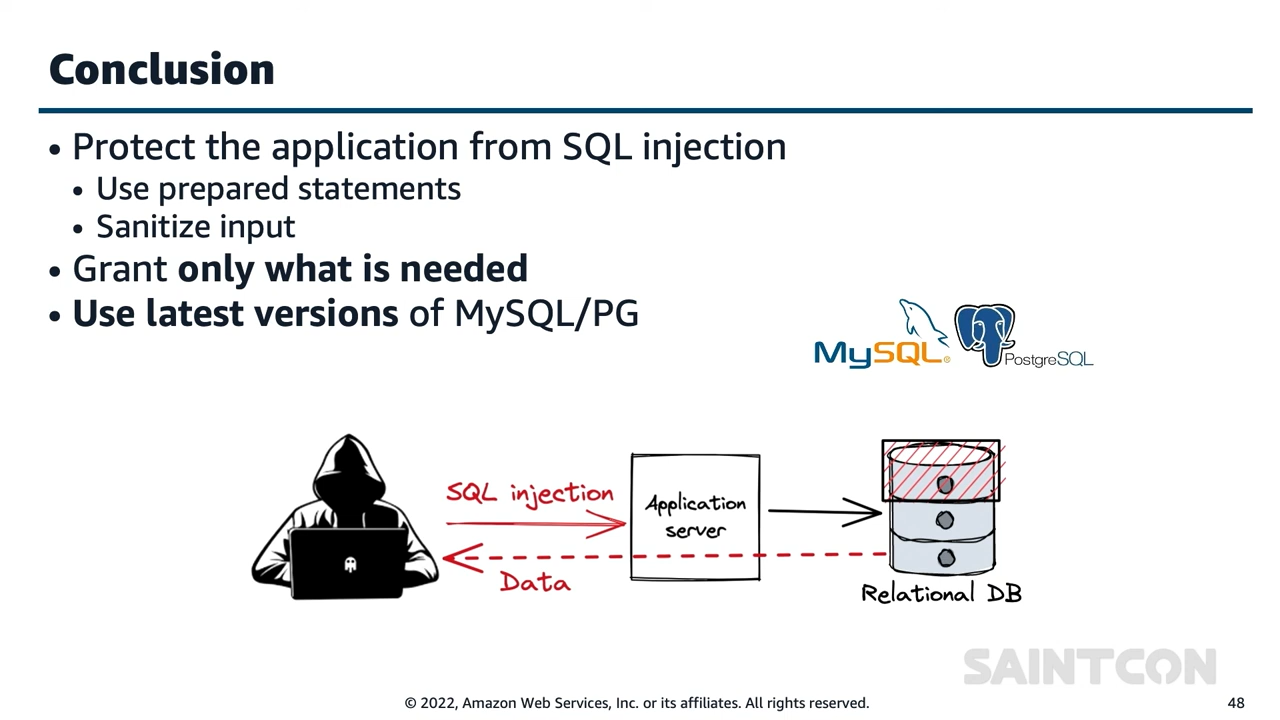 Conclusion
• Protect the application from SQL injection
• Use prepared statements
• Sanitize input
• Grant only what is needed
• Use latest versions of MySQL/PG
MySQL®
PostgreSQL
SQL injection
Application
server
Data
Relational DB
SAINTCON
© 2022, Amazon Web Services, Inc. or its affiliates. All rights reserved.
48